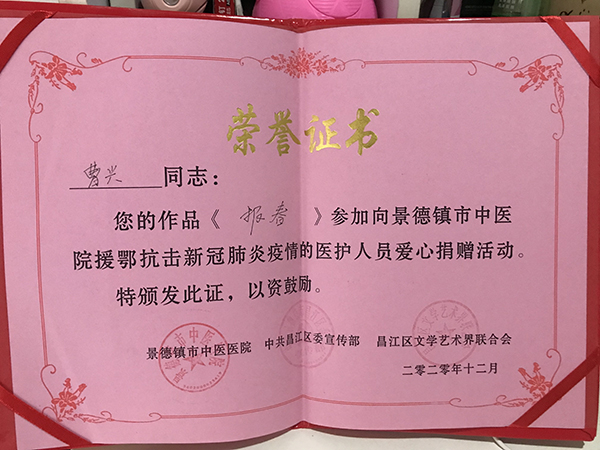 荣誉证书
曹兴同志：
您的作品《报春》参加向景德镇市中医
院援鄂抗击新冠肺炎疫情的医护人员爱心捐赠活动。
特颁发此证，以资鼓励。
景德镇市中医医院 中共昌江区委宣传部 昌江区文学艺术界联合会
二〇二〇年十二月